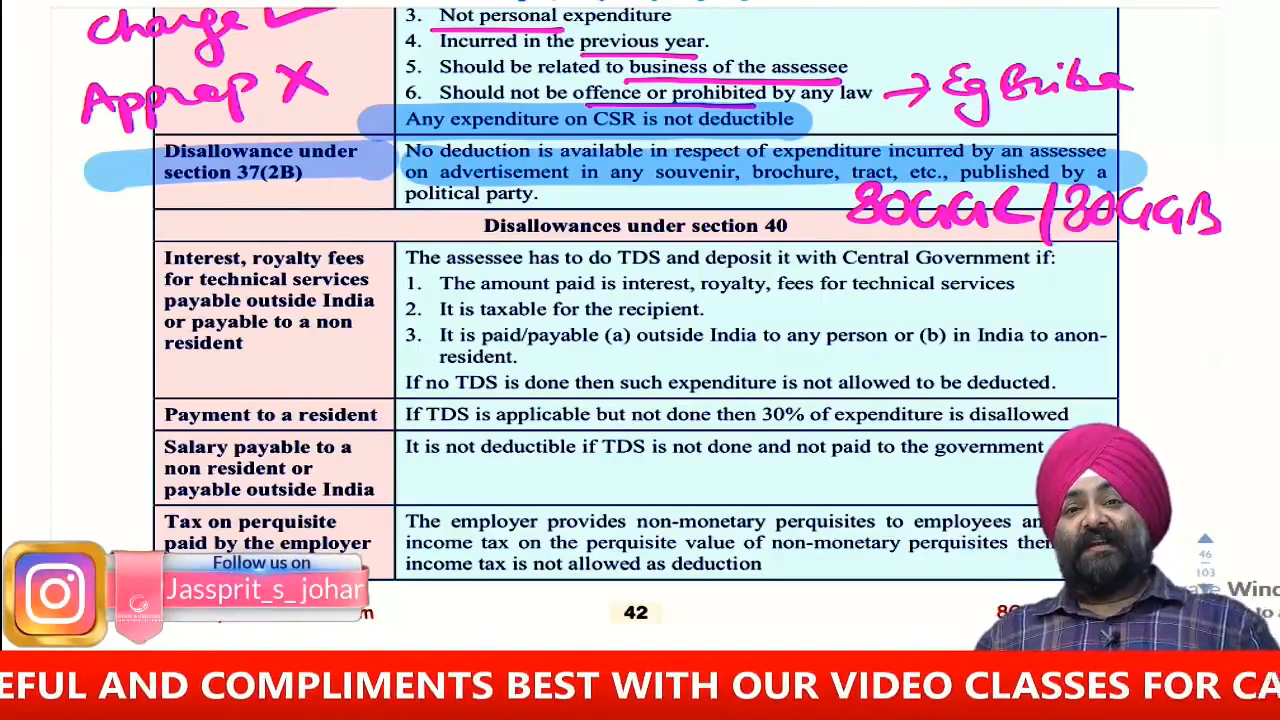 charge
3. Not personal expenditure
4. Incurred in the previous year.
Approp X
5. Should be related to business of the assessee
6. Should not be offence or prohibited by any law → Eg Bribe
Any expenditure on CSR is not deductible
Disallowance under
section 37(2B)
No deduction is available in respect of expenditure incurred by an assessee
on advertisement in any souvenir, brochure, tract, etc., published by a
political party.
80GGC/80GGB
Disallowances under section 40
Interest, royalty fees
for technical services
payable outside India
or payable to a non
resident
The assessee has to do TDS and deposit it with Central Government if:
1. The amount paid is interest, royalty, fees for technical services
2. It is taxable for the recipient.
3. It is paid/payable (a) outside India to any person or (b) in India to anon-
resident.
If no TDS is done then such expenditure is not allowed to be deducted.
Payment to a resident
If TDS is applicable but not done then 30% of expenditure is disallowed
Salary payable to a
non resident or
payable outside India
It is not deductible if TDS is not done and not paid to the government
Tax on perquisite
paid by the employer
The employer provides non-monetary perquisites to employees an
income tax on the perquisite value of non-monetary perquisites the
income tax is not allowed as deduction
Follow us on
Jassprit_s_johar
42
46
103
Wind
EFUL AND COMPLIMENTS BEST WITH OUR VIDEO CLASSES FOR CA